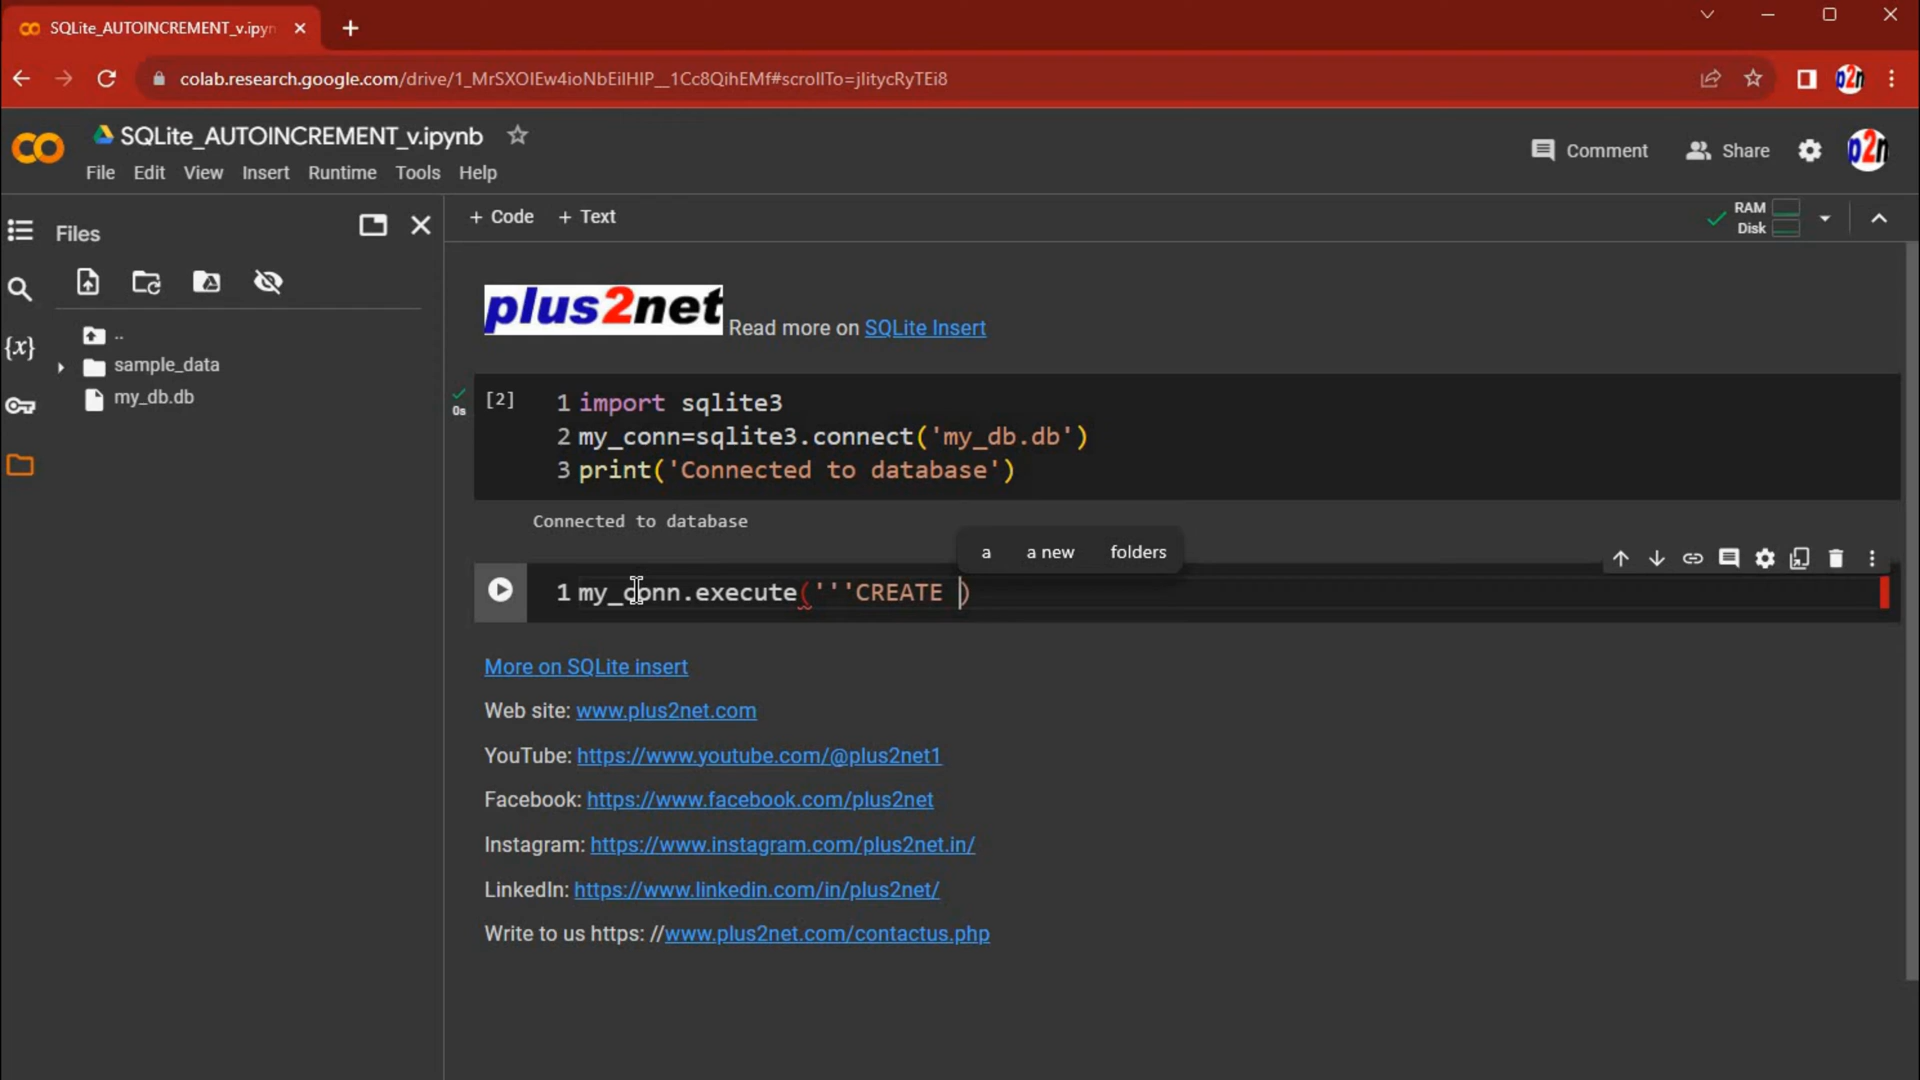 SQLite_AUTOINCREMENT_v.ipyn
colab.research.google.com/drive/1_MrSXOIEw4ioNbEiIHIP__1Cc8QihEMf#scrollTo=jIitycRyTEi8
SQLite_AUTOINCREMENT_v.ipynb
Comment Share
File Edit View Insert Runtime Tools Help
Files
+ Code + Text
RAM
Disk
..
sample_data
my_db.db
plus2net Read more on SQLite Insert
0s
[2]
1 import sqlite3
2 my_conn=sqlite3.connect('my_db.db')
3 print('Connected to database')
Connected to database
a a new folders
1 my_conn.execute('''CREATE )
More on SQLite insert
Web site: www.plus2net.com
YouTube: https://www.youtube.com/@plus2net1
Facebook: https://www.facebook.com/plus2net
Instagram: https://www.instagram.com/plus2net.in/
LinkedIn: https://www.linkedin.com/in/plus2net/
Write to us https: //www.plus2net.com/contactus.php